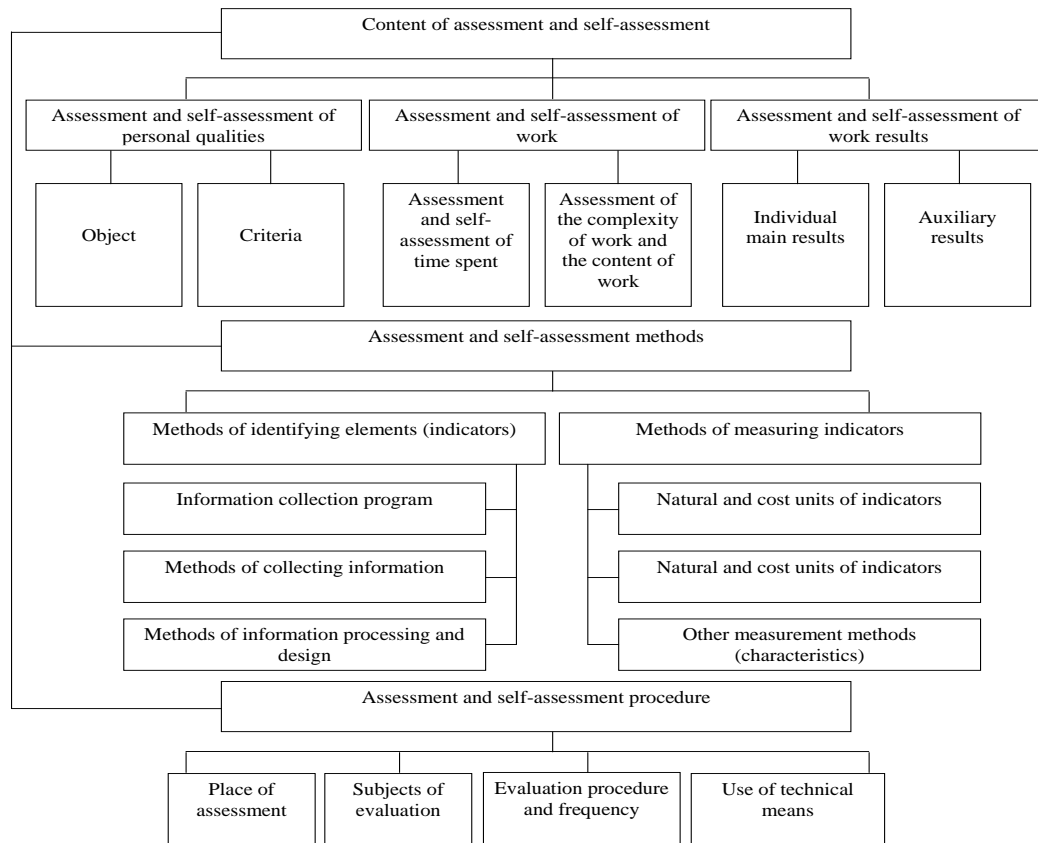 Content of assessment and self-assessment
Assessment and self-assessment of
personal qualities
Assessment and self-assessment of
work
Assessment and self-assessment of
work results
Object
Criteria
Assessment
and self-
assessment of
time spent
Assessment of
the complexity
of work and
the content of
work
Individual
main results
Auxiliary
results
Assessment and self-assessment methods
Methods of identifying elements (indicators)
Methods of measuring indicators
Information collection program
Natural and cost units of indicators
Methods of collecting information
Natural and cost units of indicators
Methods of information processing and
design
Other measurement methods
(characteristics)
Assessment and self-assessment procedure
Place of
assessment
Subjects of
evaluation
Evaluation procedure
and frequency
Use of technical
means